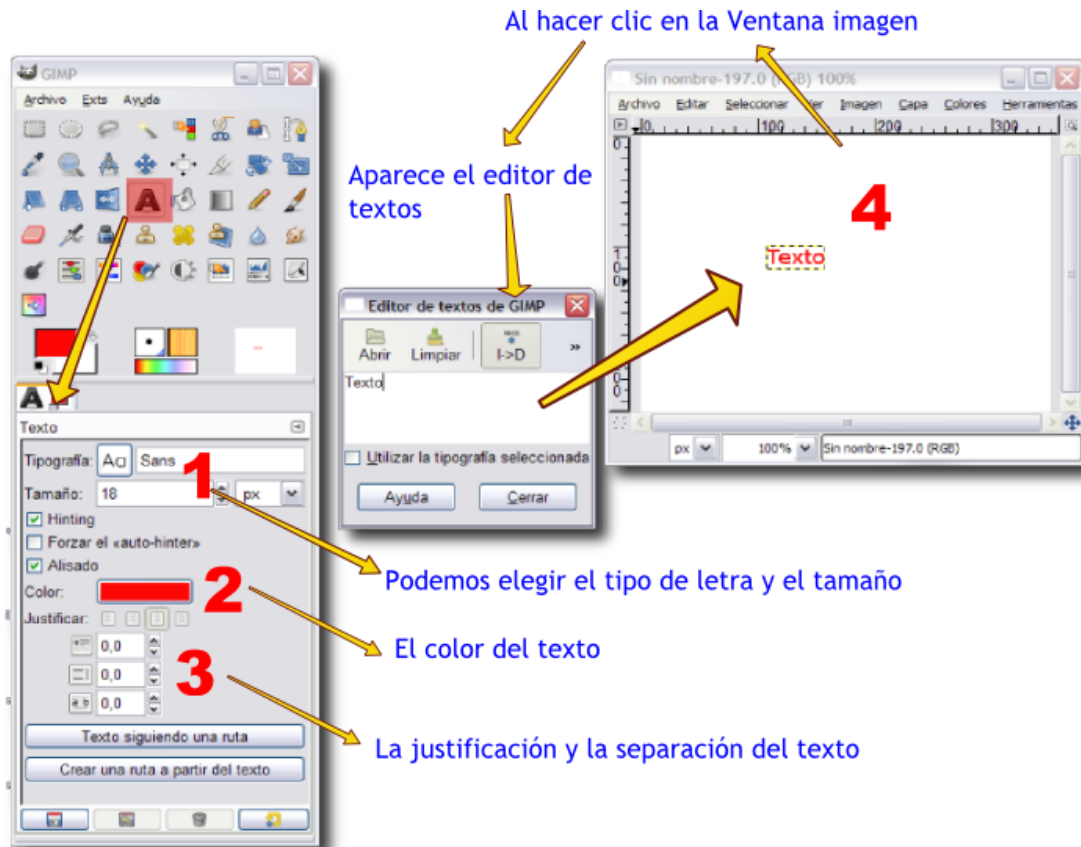 Al hacer clic en la Ventana imagen
GIMP
Archivo Exts Ayuda
A
A
Texto
Tipografía: Aa Sans
Tamaño: 18 px
Hinting
Forzar el «auto-hinter»
Alisado
Color:
Justificar:
0,0
0,0
a b 0,0
Texto siguiendo una ruta
Crear una ruta a partir del texto
1
2
3
Aparece el editor de
textos
Editor de textos de GIMP
Abrir Limpiar I->D »
Texto
Utilizar la tipografía seleccionada
Ayuda Cerrar
Sin nombre-197.0 (RGB) 100%
Archivo Editar Seleccionar Ver Imagen Capa Colores Herramientas
0 100 200 300
4
Texto
px 100% Sin nombre-197.0 (RGB)
Podemos elegir el tipo de letra y el tamaño
El color del texto
La justificación y la separación del texto